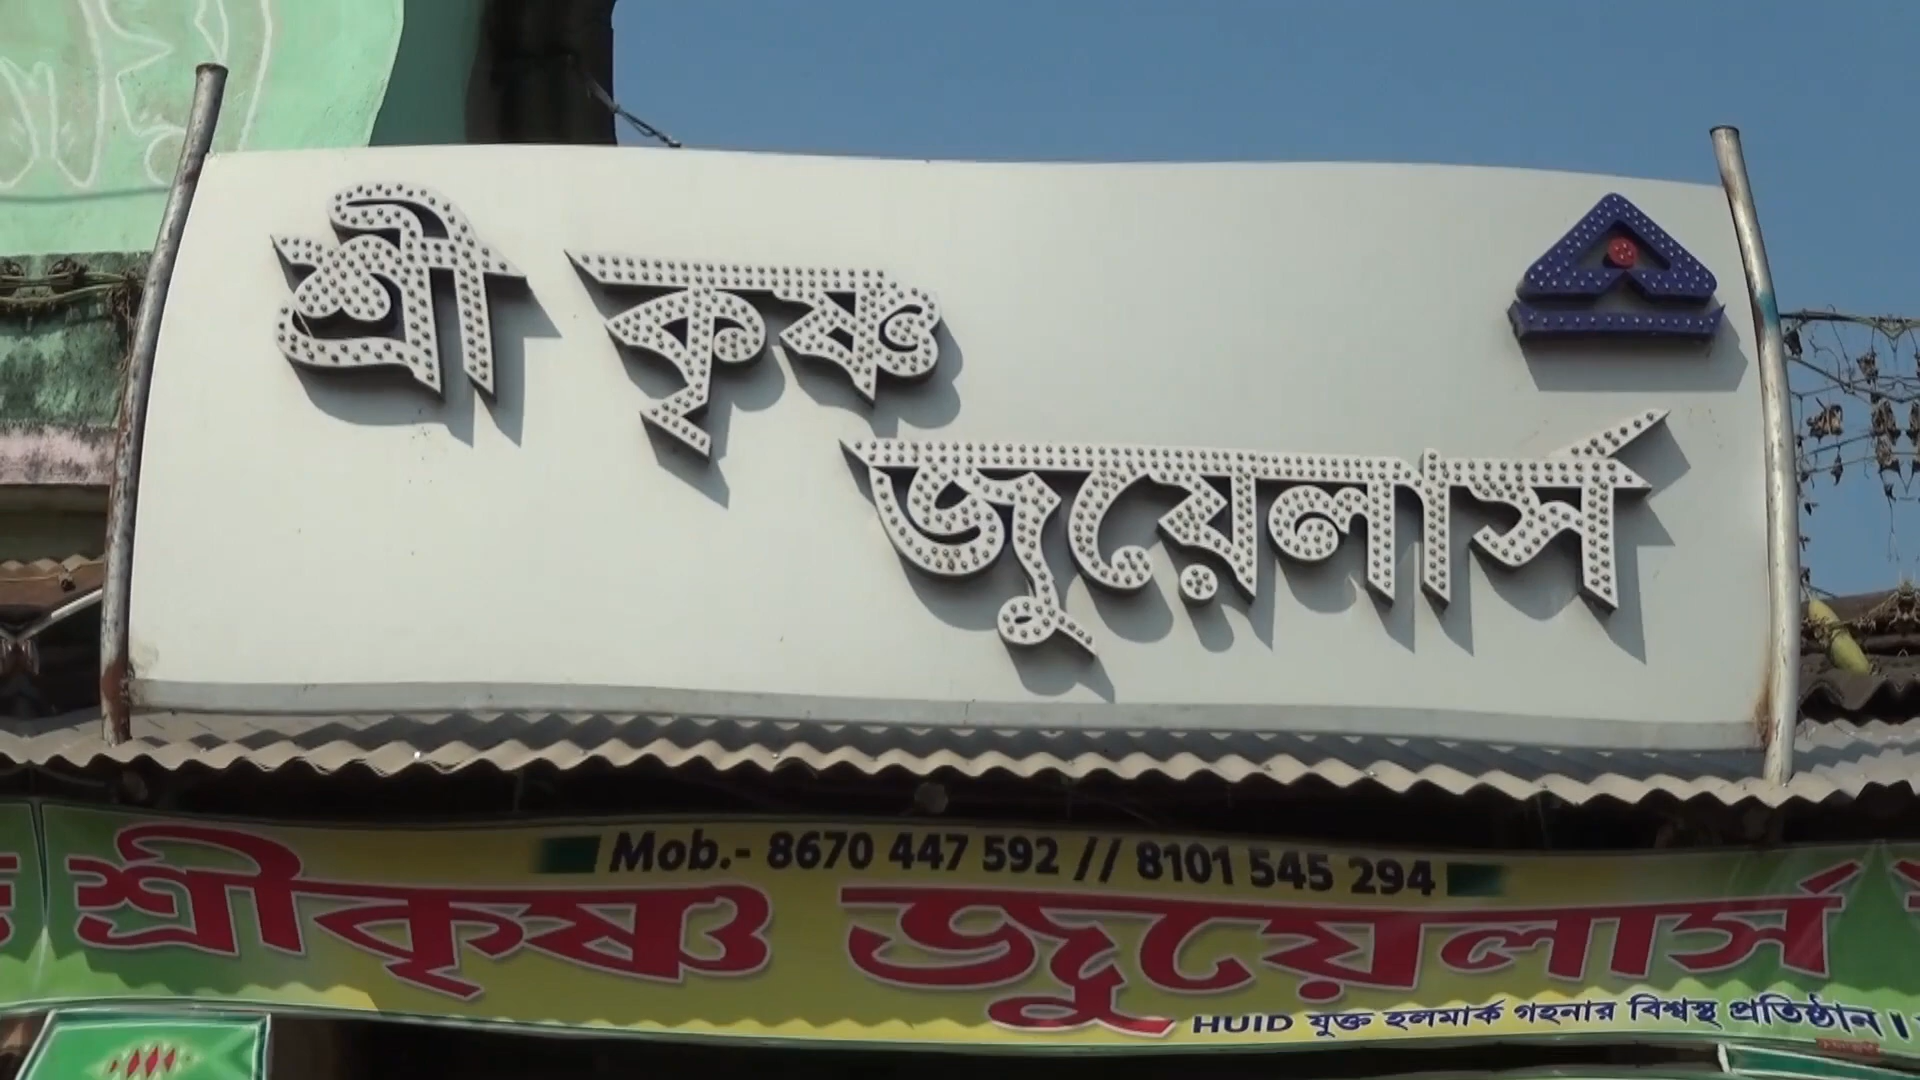 শ্রী কৃষ্ণ
জুয়েলার্স
Mob.- 8670 447 592 // 8101 545 294
শ্রীকৃষ্ণ জুয়েলার্স
HUID যুক্ত হলমার্ক গহনার বিশ্বস্থ প্রতিষ্ঠান।